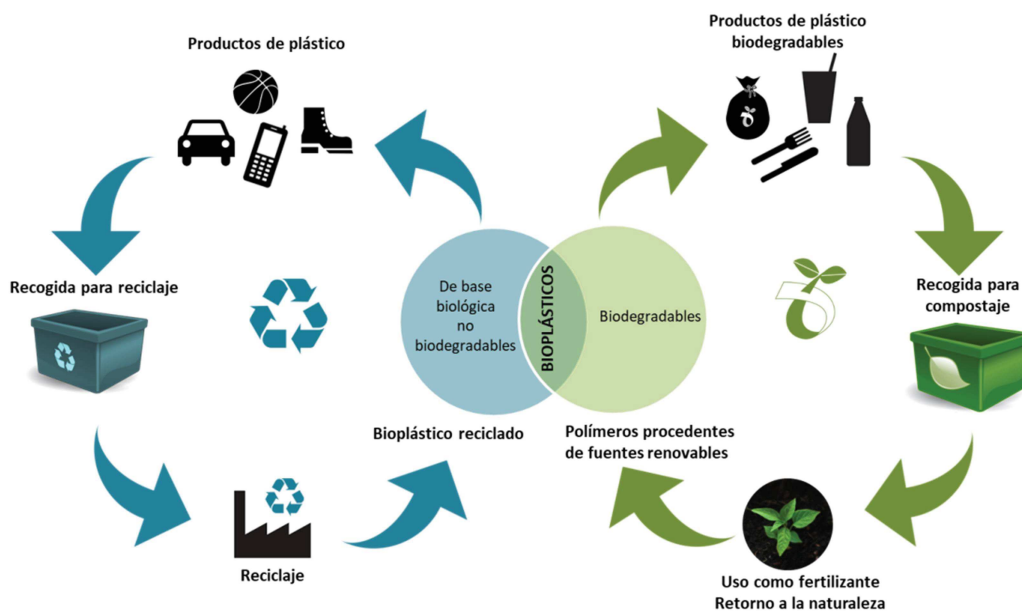 Productos de plástico
Productos de plástico
biodegradables
Recogida para reciclaje
De base
biológica
no
biodegradables
BIOPLÁSTICOS
Biodegradables
Recogida para
compostaje
Bioplástico reciclado
Polímeros procedentes
de fuentes renovables
Reciclaje
Uso como fertilizante
Retorno a la naturaleza